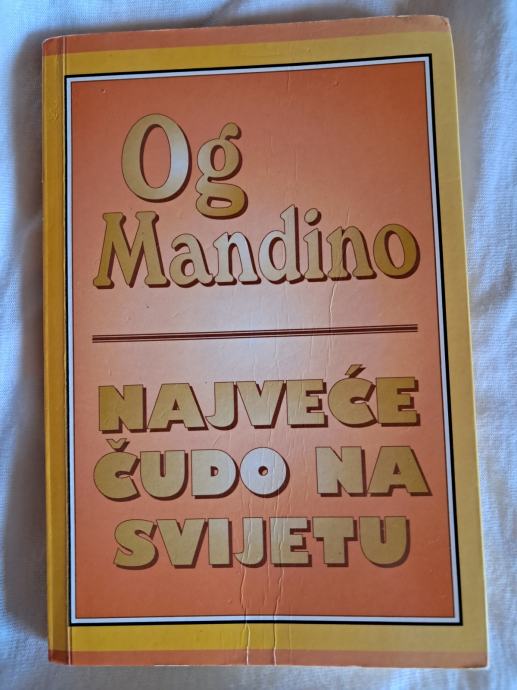 Og
Mandino
NAJVEĆE
ČUDO NA
SVIJETU